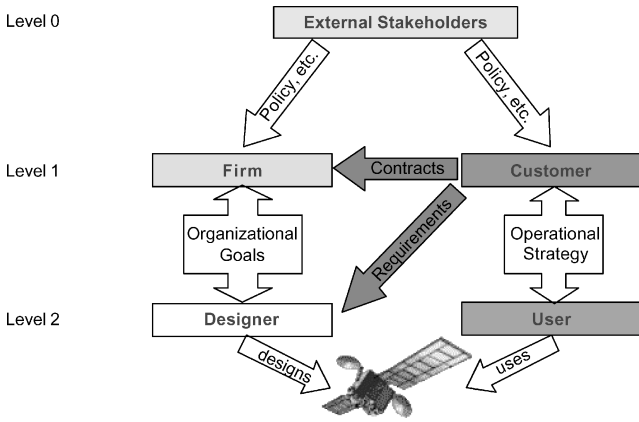 Level 0
External Stakeholders
Policy, etc.
Policy, etc.
Level 1
Firm
Contracts
Customer
Organizational
Goals
Requirements
Operational
Strategy
Level 2
Designer
User
designs
uses